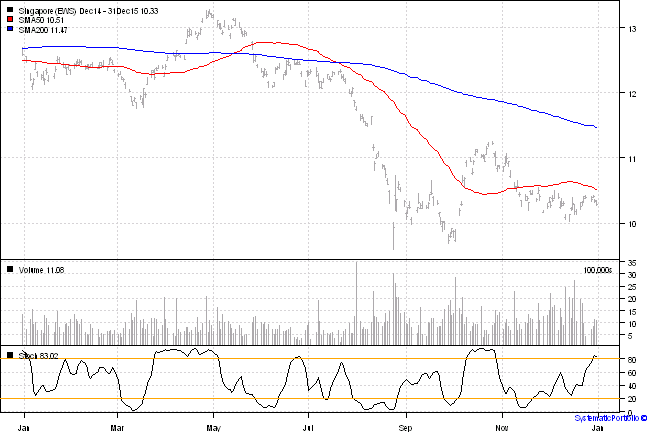 Singapore(EWS) Dec14 - 31Dec15 10.33
SMA50 10.51
SMA200 11.47
13
12
11
10
Volume 11.08
100,000s
35
30
25
20
15
10
5
Stoch 83.02
80
60
40
20
0
Jan Mar May Jul Sep Nov Jan
SystematicPortfolio ©